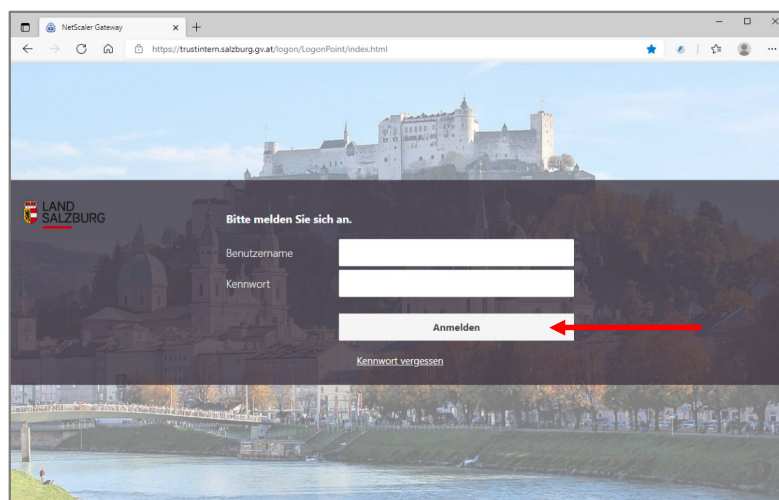 NetScaler Gateway
https://trustintern.salzburg.gv.at/logon/LogonPoint/index.html
LAND
SALZBURG
Bitte melden Sie sich an.
Benutzername
Kennwort
Anmelden
Kennwort vergessen